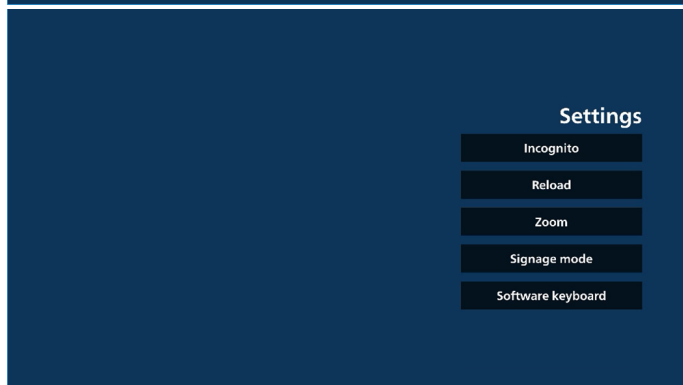 Settings
Incognito
Reload
Zoom
Signage mode
Software keyboard